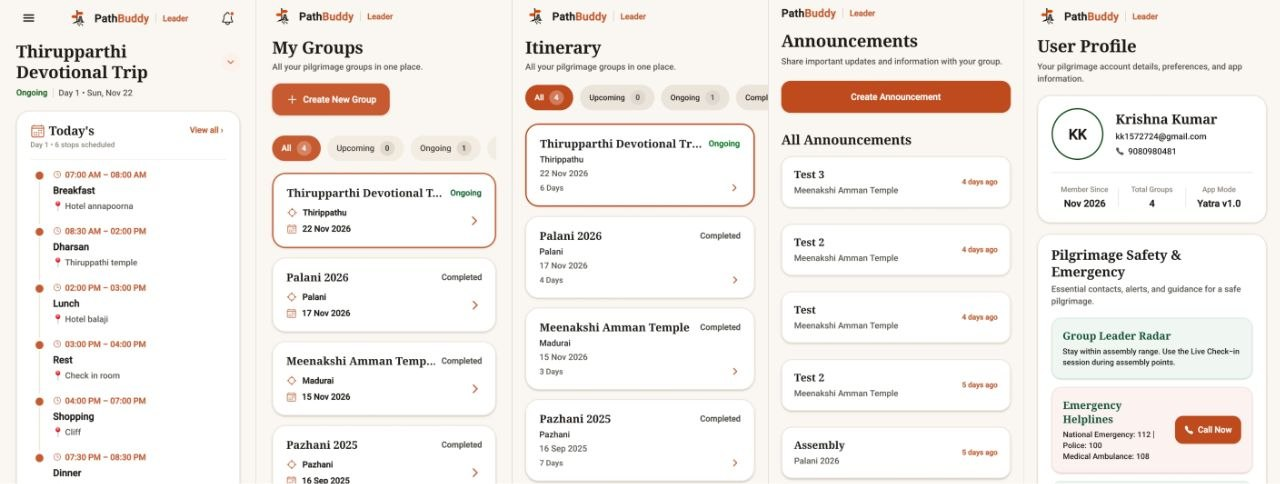 PathBuddy | Leader
Thirupparthi
Devotional Trip
Ongoing | Day 1 • Sun, Nov 22
Today's
View all ›
Day 1 • 6 stops scheduled
07:00 AM – 08:00 AM
Breakfast
Hotel annapoorna
08:30 AM – 02:00 PM
Dharsan
Thiruppathi temple
02:00 PM – 03:00 PM
Lunch
Hotel balaji
03:00 PM – 04:00 PM
Rest
Check in room
04:00 PM – 07:00 PM
Shopping
Cliff
07:30 PM – 08:30 PM
Dinner
PathBuddy | Leader
My Groups
All your pilgrimage groups in one place.
+ Create New Group
All 4 Upcoming 0 Ongoing 1
Thirupparthi Devotional T... Ongoing
Thirippathu
22 Nov 2026
Palani 2026 Completed
Palani
17 Nov 2026
Meenakshi Amman Temp... Completed
Madurai
15 Nov 2026
Pazhani 2025 Completed
Pazhani
16 Sep 2025
PathBuddy | Leader
Itinerary
All your pilgrimage groups in one place.
All 4 Upcoming 0 Ongoing 1 Compl
Thirupparthi Devotional Tr... Ongoing
Thirippathu
22 Nov 2026
6 Days
Palani 2026 Completed
Palani
17 Nov 2026
4 Days
Meenakshi Amman Temple Completed
Madurai
15 Nov 2026
3 Days
Pazhani 2025 Completed
Pazhani
16 Sep 2025
7 Days
PathBuddy | Leader
Announcements
Share important updates and information with your group.
Create Announcement
All Announcements
Test 3
Meenakshi Amman Temple
4 days ago
Test 2
Meenakshi Amman Temple
4 days ago
Test
Meenakshi Amman Temple
4 days ago
Test 2
Meenakshi Amman Temple
5 days ago
Assembly
Palani 2026
5 days ago
PathBuddy | Leader
User Profile
Your pilgrimage account details, preferences, and app
information.
KK
Krishna Kumar
kk1572724@gmail.com
9080980481
Member Since Total Groups App Mode
Nov 2026 4 Yatra v1.0
Pilgrimage Safety &
Emergency
Essential contacts, alerts, and guidance for a safe
pilgrimage.
Group Leader Radar
Stay within assembly range. Use the Live Check-in
session during assembly points.
Emergency
Helplines
National Emergency: 112 |
Police: 100
Medical Ambulance: 108
Call Now